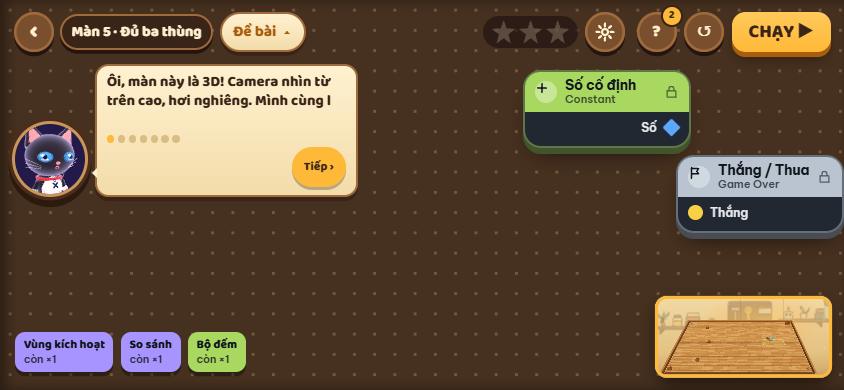 Màn 5 · Đủ ba thùng
Đề bài
?
2
CHẠY
Ôi, màn này là 3D! Camera nhìn từ
trên cao, hơi nghiêng. Mình cùng l
Tiếp ›
Số cố định
Constant
Số
Thắng / Thua
Game Over
Thắng
Vùng kích hoạt
còn ×1
So sánh
còn ×1
Bộ đếm
còn ×1